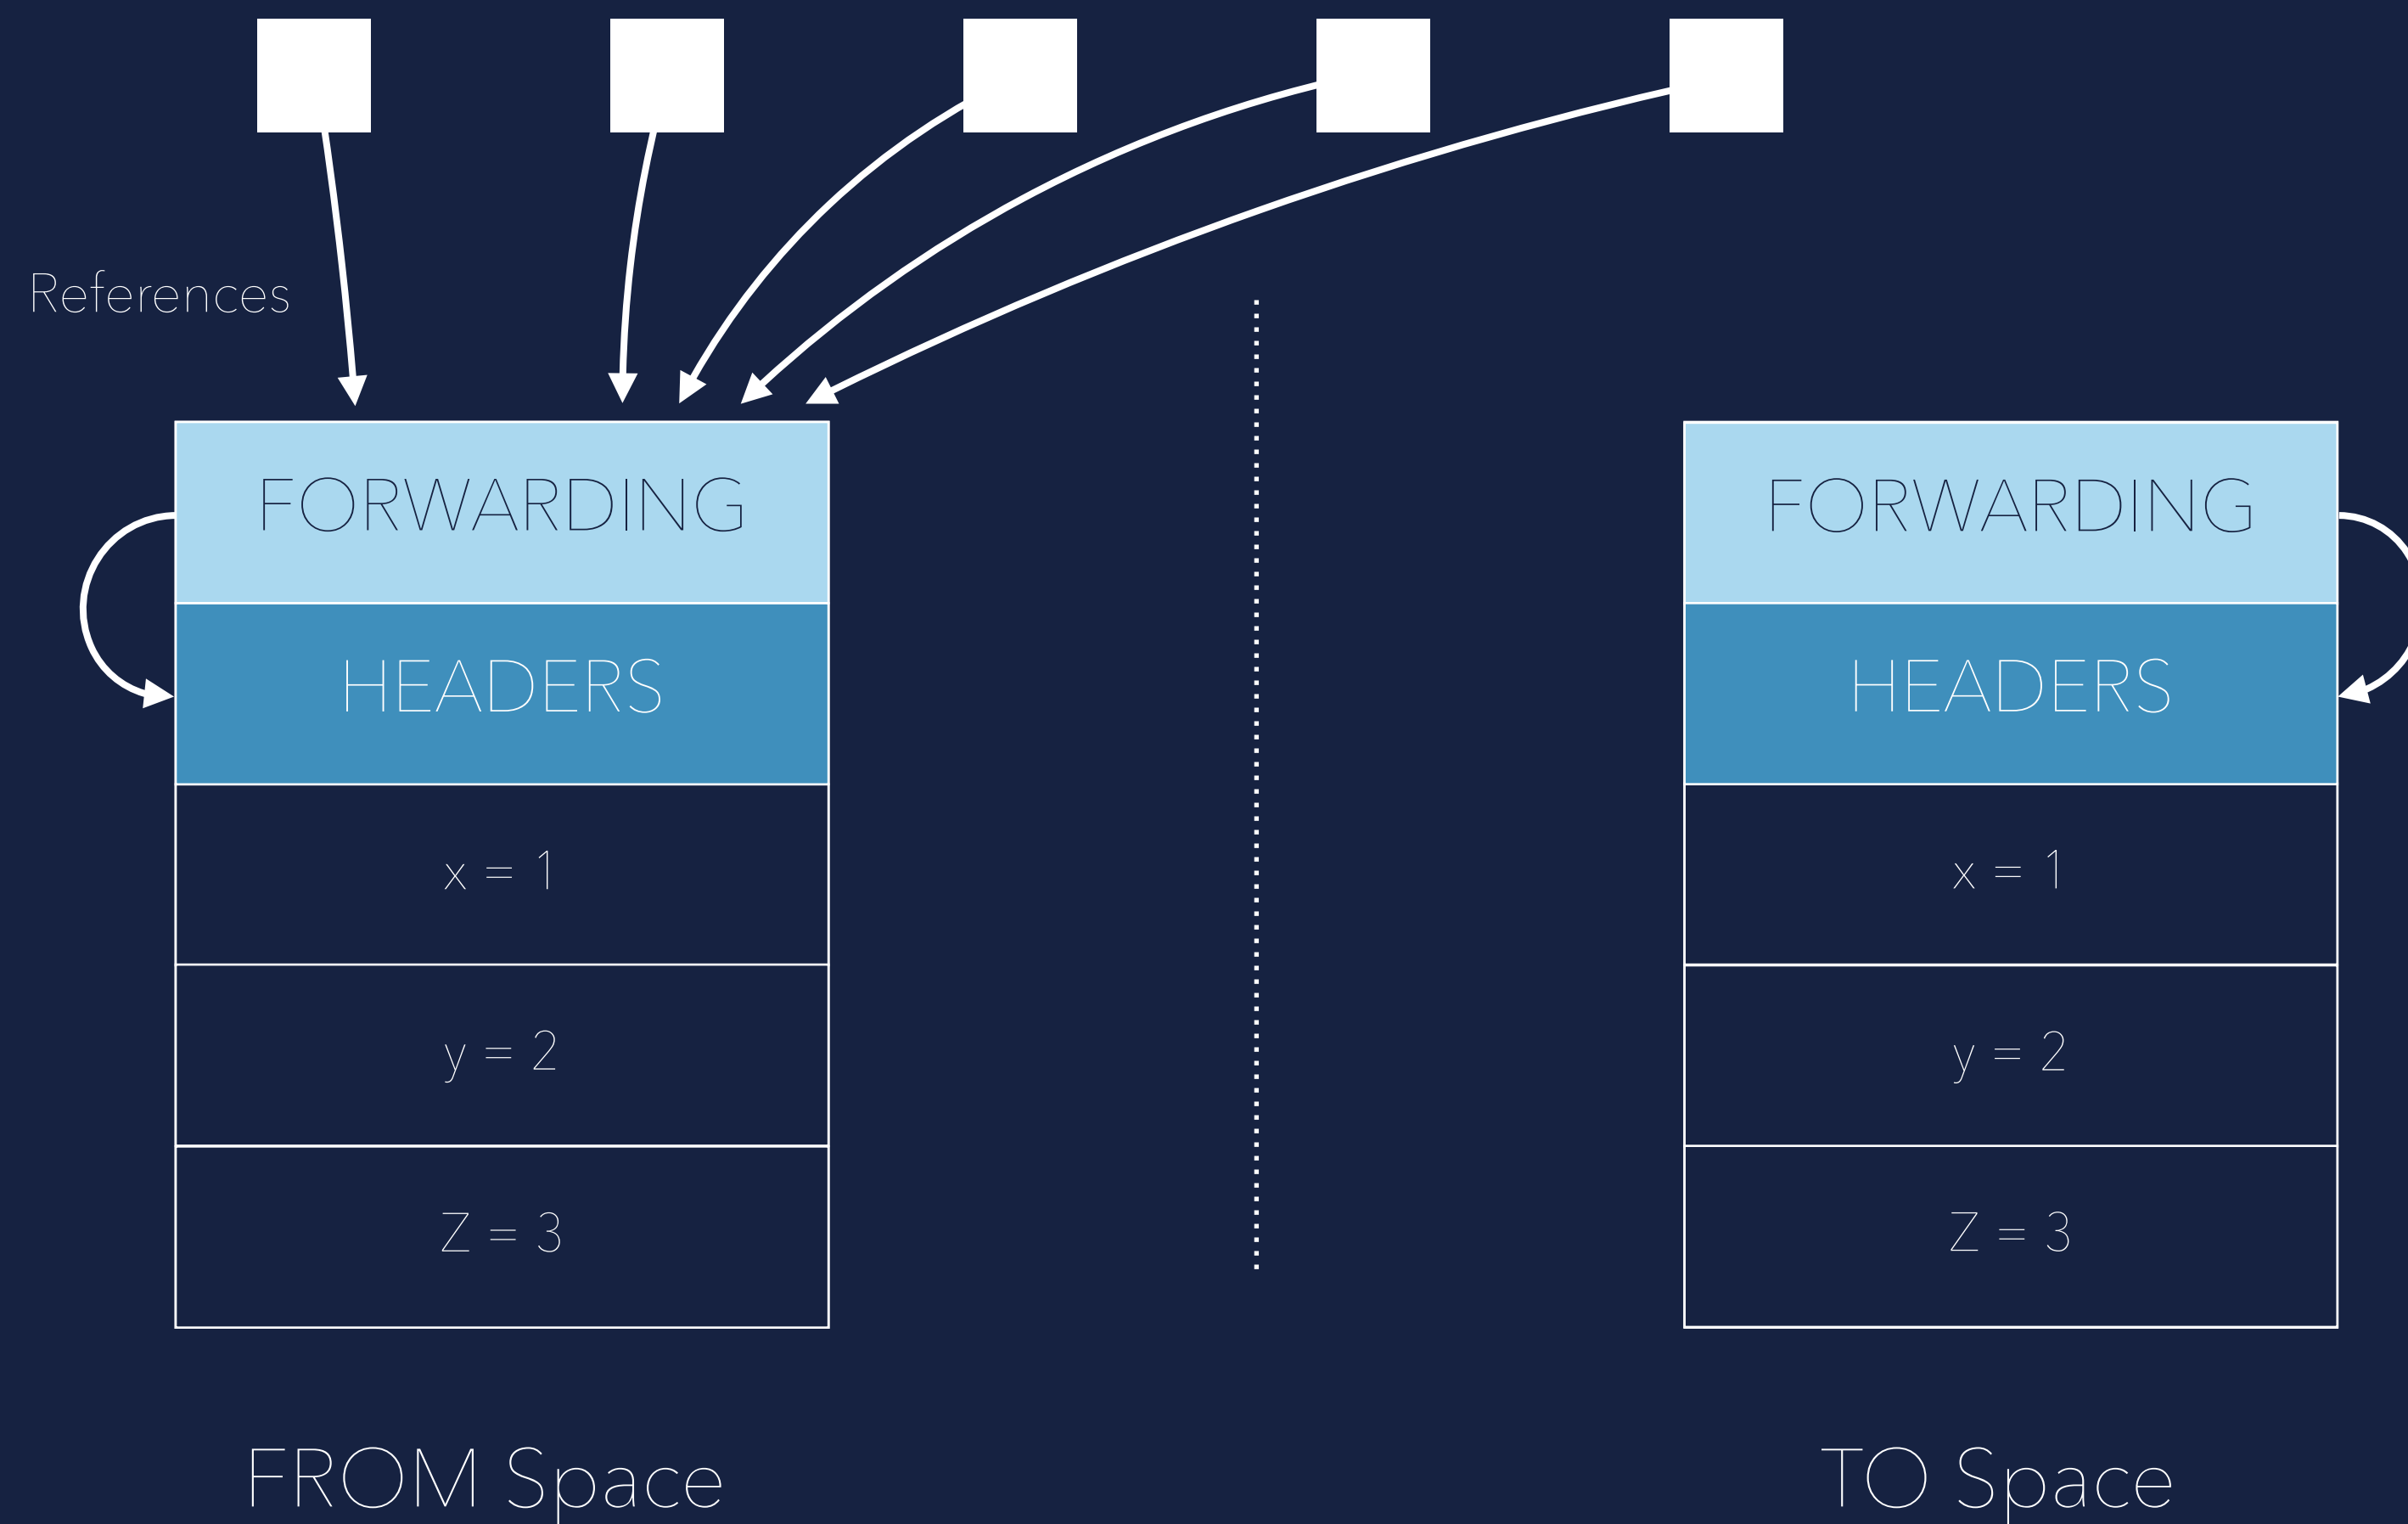 References
FORWARDING
HEADERS
x = 1
y = 2
Z = 3
FROM Space
FORWARDING
HEADERS
x = 1
y = 2
Z = 3
TO Space